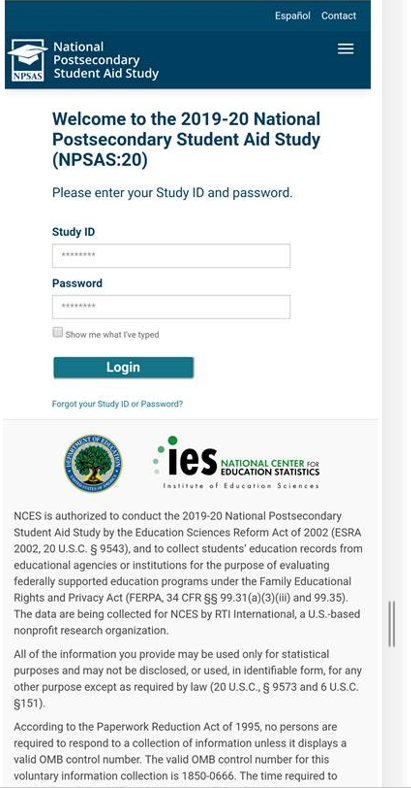 Español Contact
NPSAS
National
Postsecondary
Student Aid Study
Welcome to the 2019-20 National
Postsecondary Student Aid Study
(NPSAS:20)
Please enter your Study ID and password.
Study ID
********
Password
********
Show me what I've typed
Login
Forgot your Study ID or Password?
ies NATIONAL CENTER FOR
EDUCATION STATISTICS
Institute of Education Sciences
NCES is authorized to conduct the 2019-20 National Postsecondary
Student Aid Study by the Education Sciences Reform Act of 2002 (ESRA
2002, 20 U.S.C. § 9543), and to collect students' education records from
educational agencies or institutions for the purpose of evaluating
federally supported education programs under the Family Educational
Rights and Privacy Act (FERPA, 34 CFR §§ 99.31(a)(3)(iii) and 99.35).
The data are being collected for NCES by RTI International, a U.S.-based
nonprofit research organization.
All of the information you provide may be used only for statistical
purposes and may not be disclosed, or used, in identifiable form, for any
other purpose except as required by law (20 U.S.C., § 9573 and 6 U.S.C.
§151).
According to the Paperwork Reduction Act of 1995, no persons are
required to respond to a collection of information unless it displays a
valid OMB control number. The valid OMB control number for this
voluntary information collection is 1850-0666. The time required to